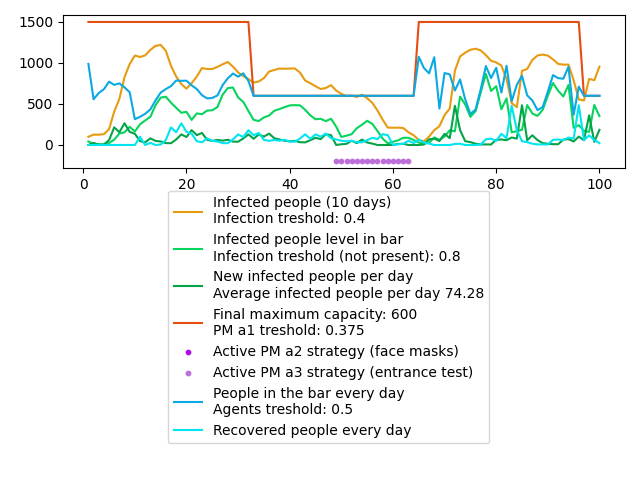 1500
1000
500
0
0
20
40
60
80
100
Infected people (10 days)
Infection treshold: 0.4
Infected people level in bar
Infection treshold (not present): 0.8
New infected people per day
Average infected people per day 74.28
Final maximum capacity: 600
PM a1 treshold: 0.375
Active PM a2 strategy (face masks)
Active PM a3 strategy (entrance test)
People in the bar every day
Agents treshold: 0.5
Recovered people every day